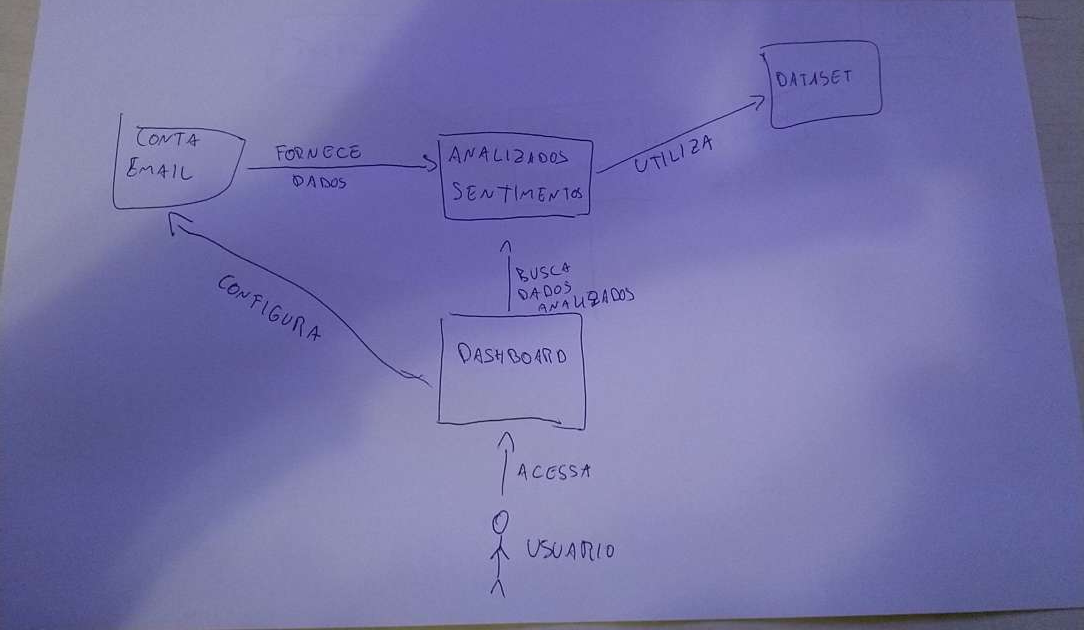 DATASET
CONTA
EMAIL
FORNECE
DADOS
ANALIZADOS
SENTIMENTOS
UTILIZA
CONFIGURA
BUSCA
DADOS
ANALIZADOS
DASHBOARD
ACESSA
USUARIO